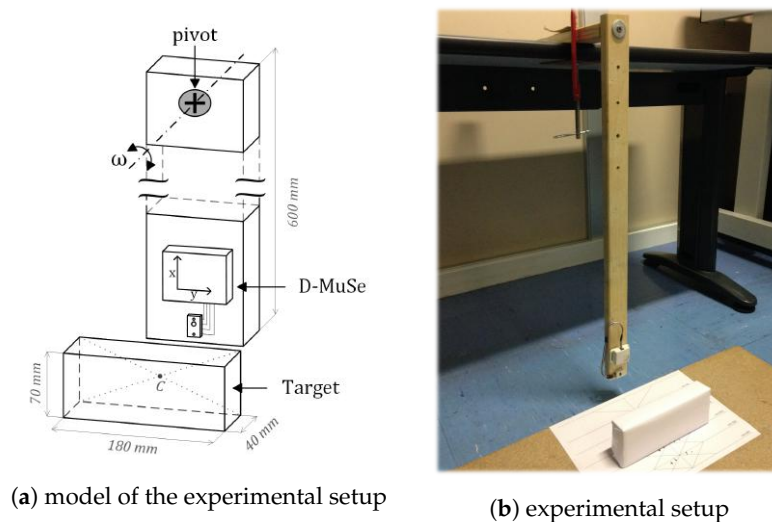 pivot
ω
600 mm
x
y
D-MuSe
70 mm
C
Target
180 mm
40 mm
(a) model of the experimental setup
(b) experimental setup